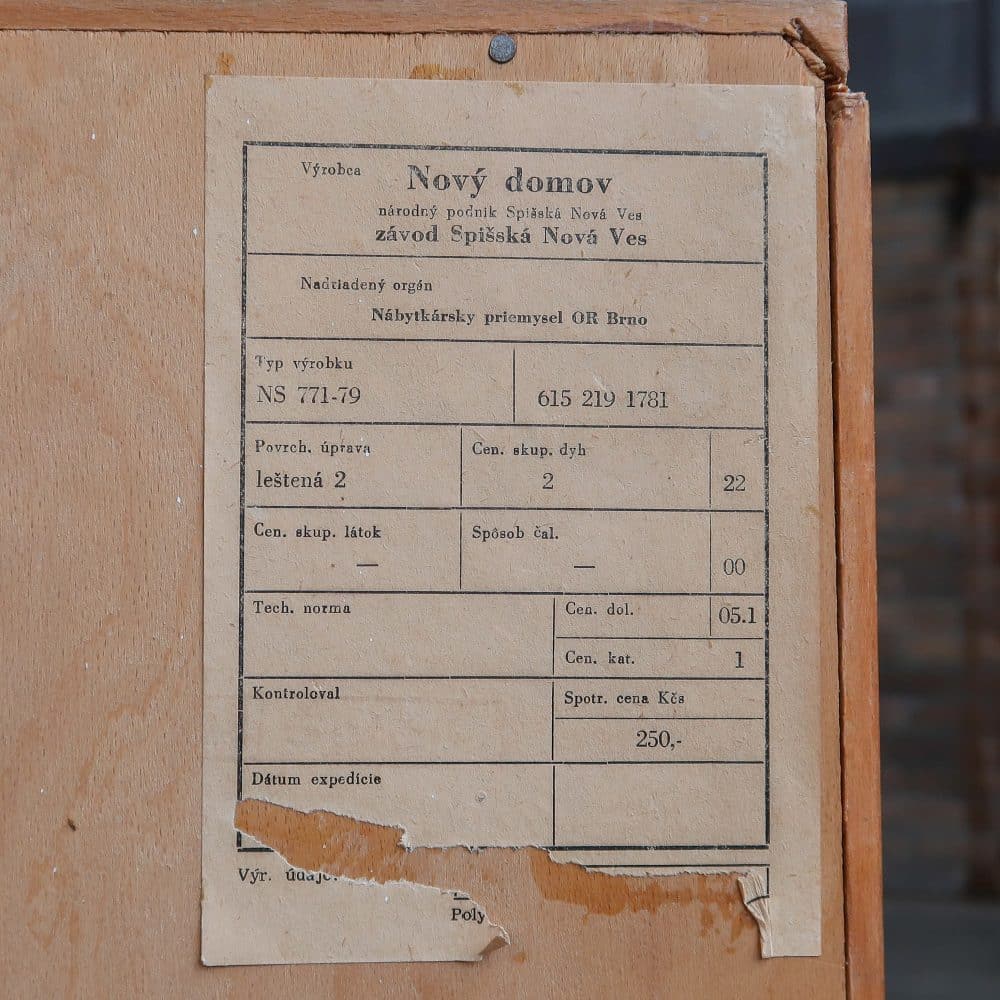 Výrobca Nový domov
národný podnik Spišská Nová Ves
závod Spišská Nová Ves
Nadriadený orgén
Nábytkársky priemysel OR Brno
Typ výrobku
NS 771-79 615 219 1781
Povrch. úprava Cen. skup. dyh
leštená 2 2 22
Cen. skup. látok Spôsob čal.
— — 00
Tech. norma Cen. dol. 05.1
Cen. kat. 1
Kontroloval Spotr. cena Kčs
250,-
Dátum expedície
Výr. údaje
Poly